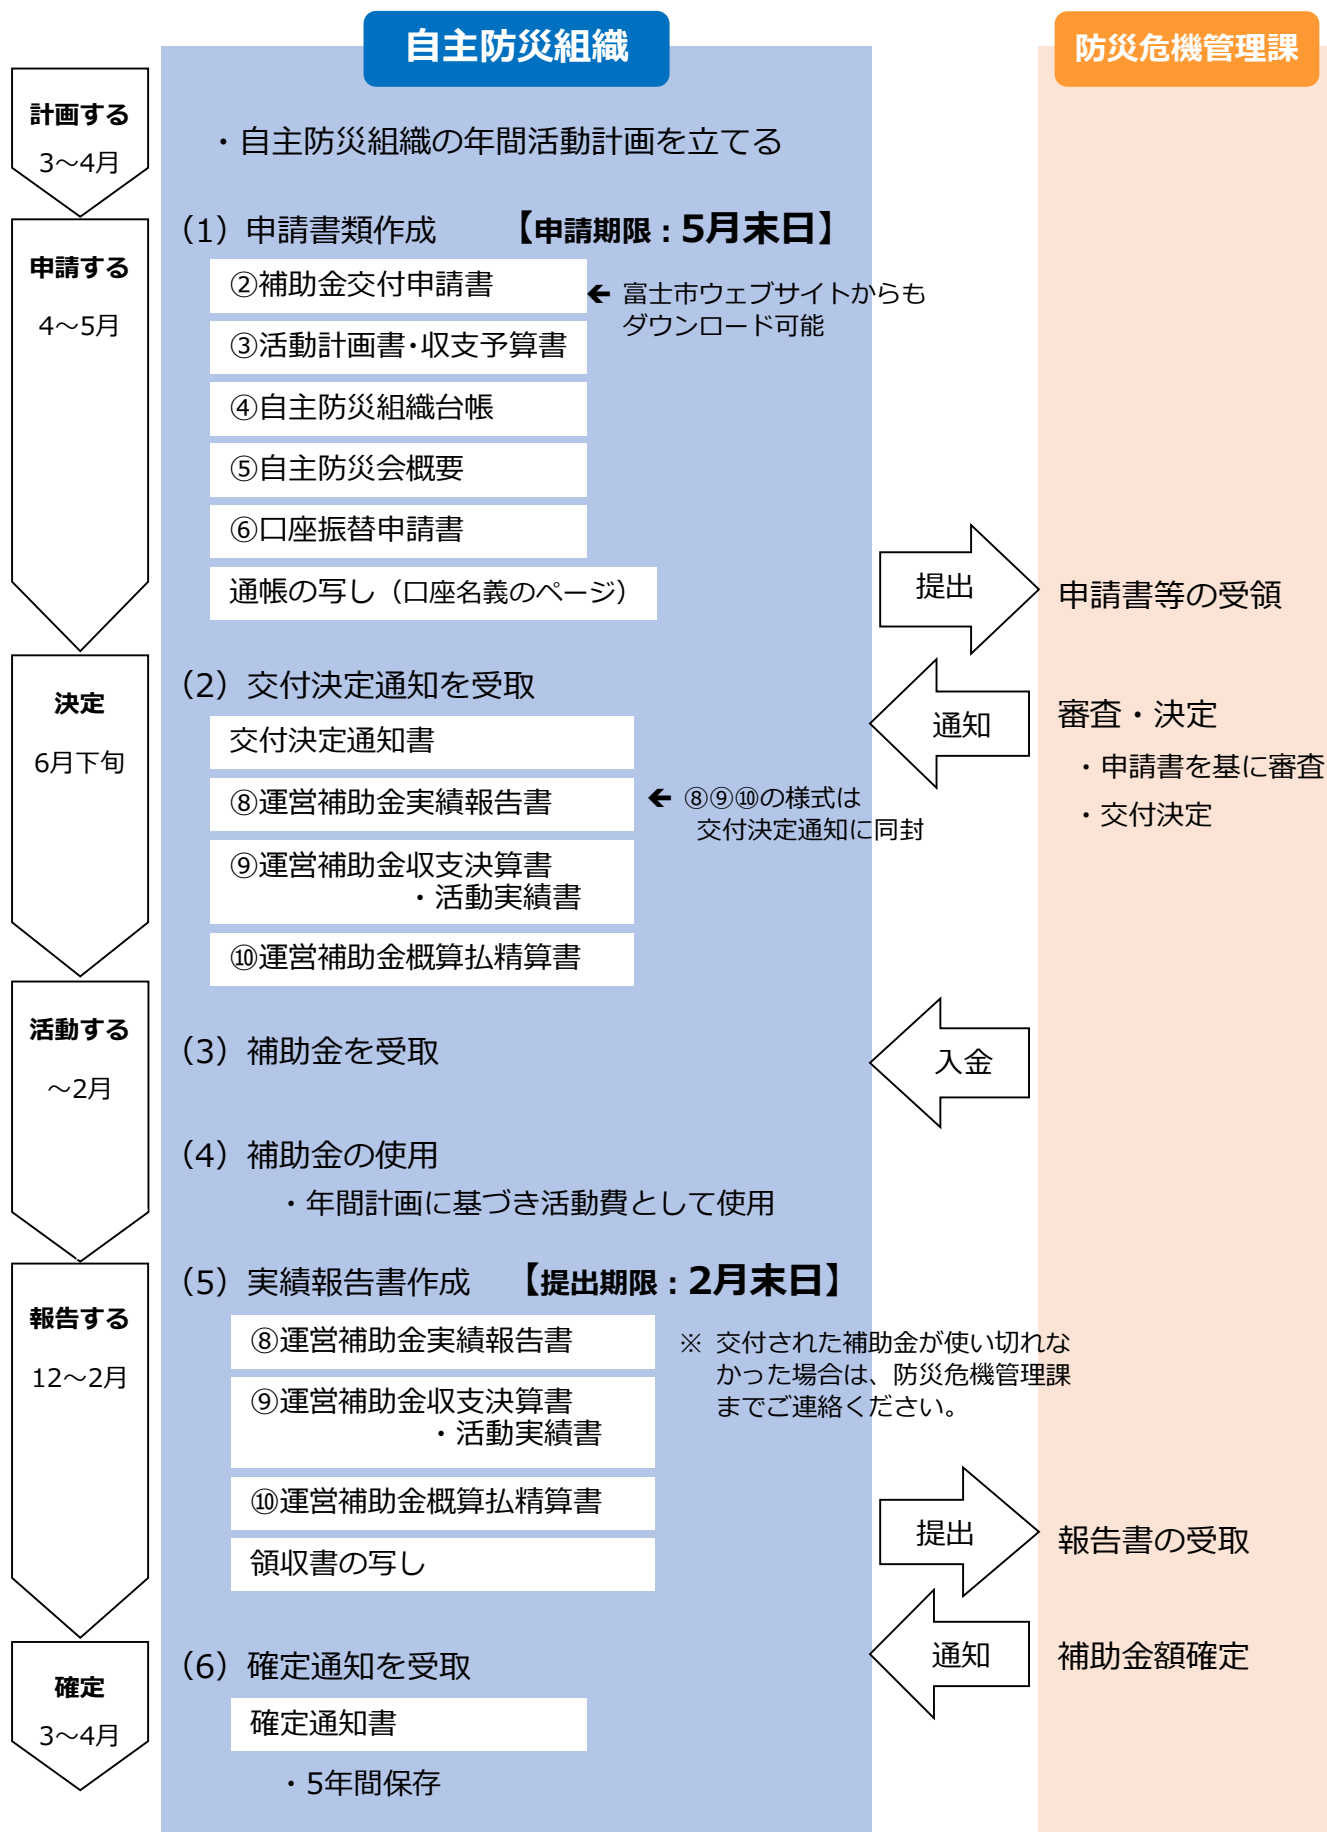 自主防災組織
防災危機管理課
計画する
3～4月
・自主防災組織の年間活動計画を立てる
申請する
4～5月
（1）申請書類作成　【申請期限：5月末日】
②補助金交付申請書
🡸 富士市ウェブサイトからも
ダウンロード可能
③活動計画書・収支予算書
④自主防災組織台帳
⑤自主防災会概要
⑥口座振替申請書
通帳の写し（口座名義のページ）
提出
申請書等の受領
決定
6月下旬
（2）交付決定通知を受取
交付決定通知書
⑧運営補助金実績報告書
🡸 ⑧⑨⑩の様式は
交付決定通知に同封
⑨運営補助金収支決算書
・活動実績書
⑩運営補助金概算払精算書
通知
審査・決定
・申請書を基に審査
・交付決定
活動する
～2月
（3）補助金を受取
入金
（4）補助金の使用
・年間計画に基づき活動費として使用
報告する
12～2月
（5）実績報告書作成　【提出期限：2月末日】
⑧運営補助金実績報告書
※ 交付された補助金が使い切れな
かった場合は、防災危機管理課
までご連絡ください。
⑨運営補助金収支決算書
・活動実績書
⑩運営補助金概算払精算書
領収書の写し
提出
報告書の受取
確定
3～4月
（6）確定通知を受取
確定通知書
・5年間保存
通知
補助金額確定